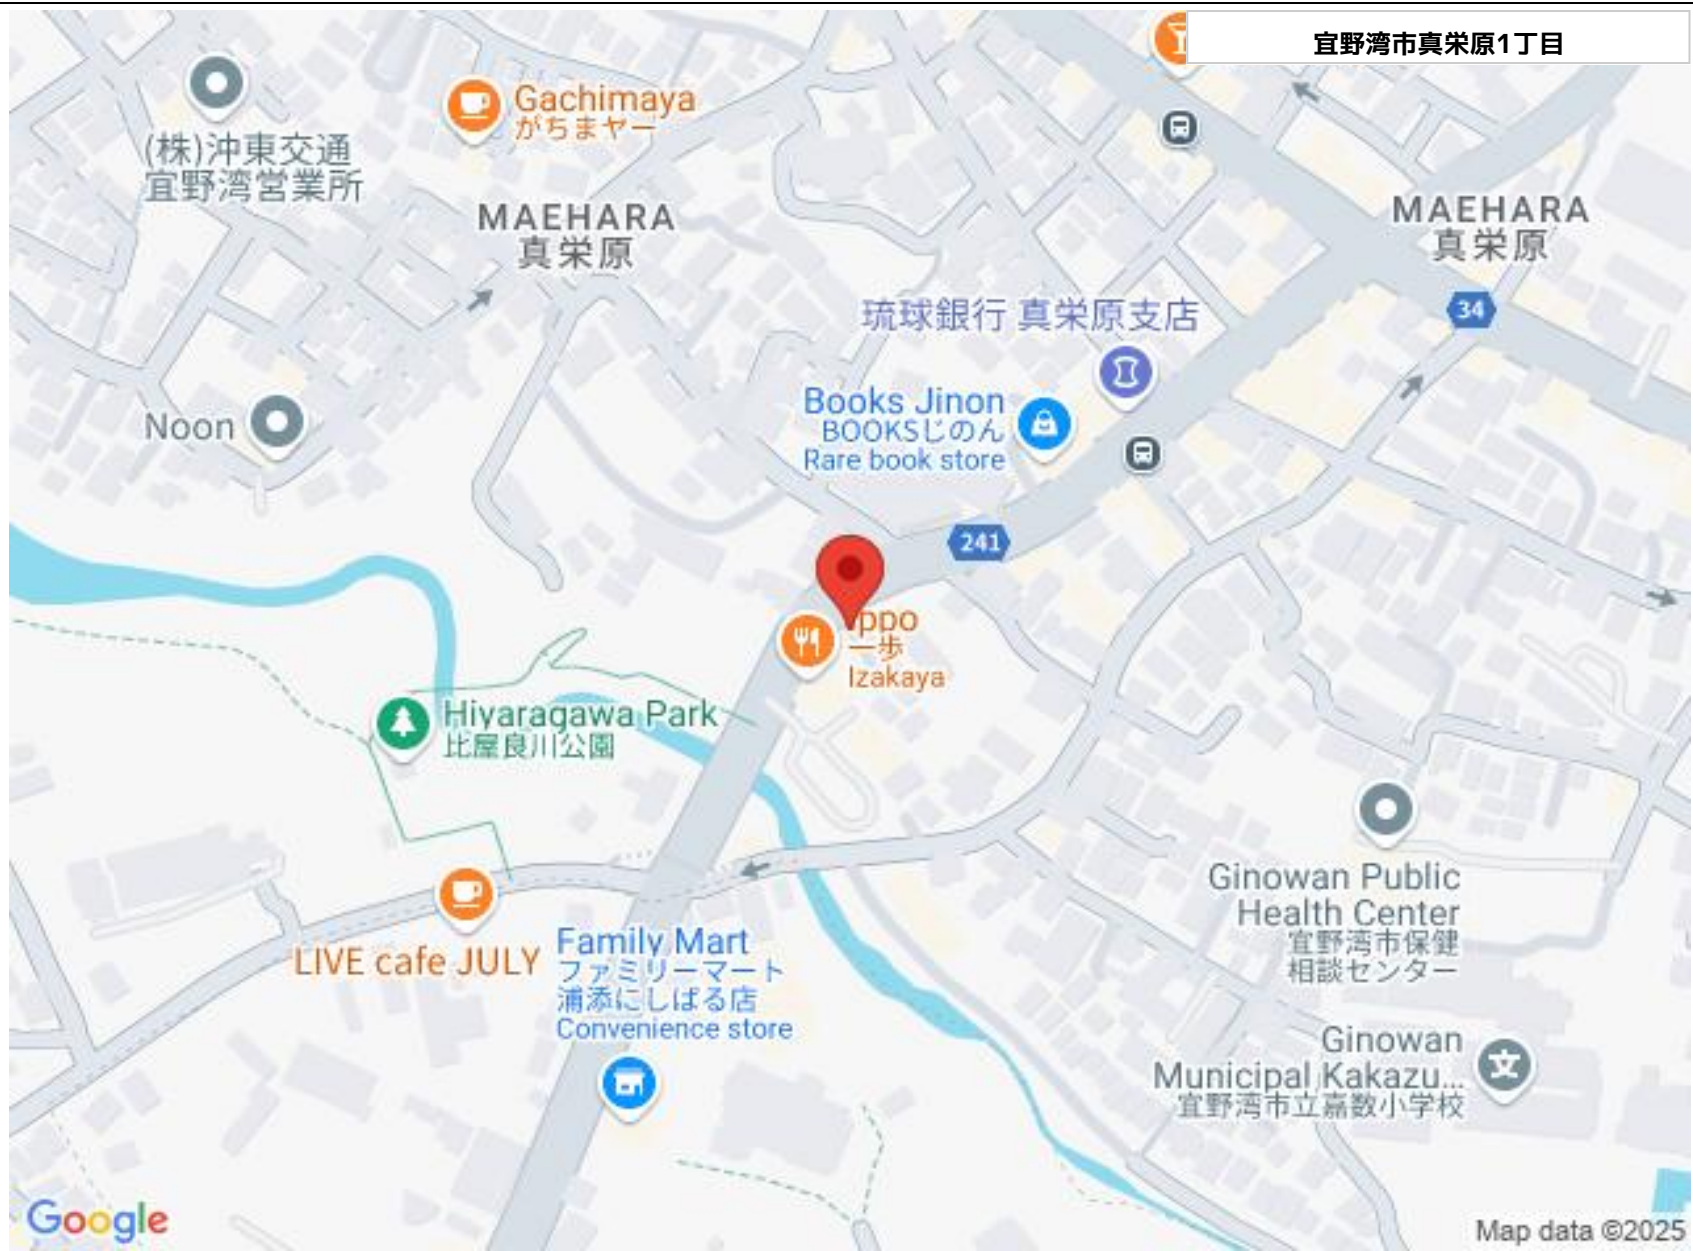 宜野湾市真栄原1丁目
Gachimaya
がちまヤー
(株)沖東交通
宜野湾営業所
MAEHARA
真栄原
MAEHARA
真栄原
34
琉球銀行 真栄原支店
Books Jinon
BOOKSじのん
Rare book store
Noon
241
Ippo
一歩
Izakaya
Hiyaragawa Park
比屋良川公園
Ginowan Public
Health Center
宜野湾市保健
相談センター
LIVE cafe JULY
Family Mart
ファミリーマート
浦添にしばる店
Convenience store
Ginowan
Municipal Kakazu...
宜野湾市立嘉数小学校
文
Google
Map data ©2025